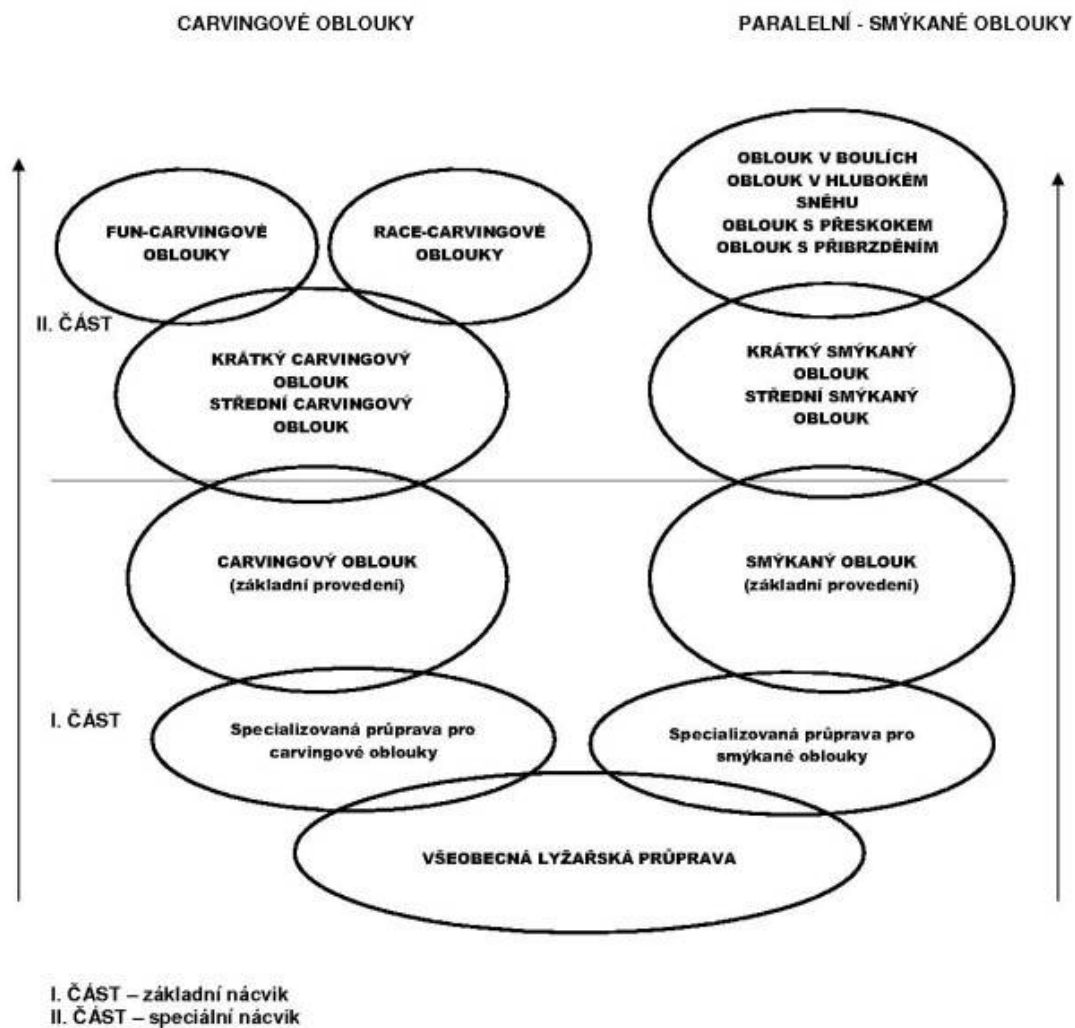 CARVINGOVÉ OBLOUKY
PARALELNÍ - SMÝKANÉ OBLOUKY
OBLOUK V BOULÍCH
OBLOUK V HLUBOKÉM
SNĚHU
OBLOUK S PŘESKOKEM
OBLOUK S PŘIBRZDĚNÍM
FUN-CARVINGOVÉ
OBLOUKY
RACE-CARVINGOVÉ
OBLOUKY
II. ČÁST
KRÁTKÝ CARVINGOVÝ
OBLOUK
STŘEDNÍ CARVINGOVÝ
OBLOUK
KRÁTKÝ SMÝKANÝ
OBLOUK
STŘEDNÍ SMÝKANÝ
OBLOUK
CARVINGOVÝ OBLOUK
(základní provedení)
SMÝKANÝ OBLOUK
(základní provedení)
I. ČÁST
Specializovaná průprava pro
carvingové oblouky
Specializovaná průprava pro
smýkané oblouky
VŠEOBECNÁ LYŽAŘSKÁ PRŮPRAVA
I. ČÁST – základní nácvik
II. ČÁST – speciální nácvik